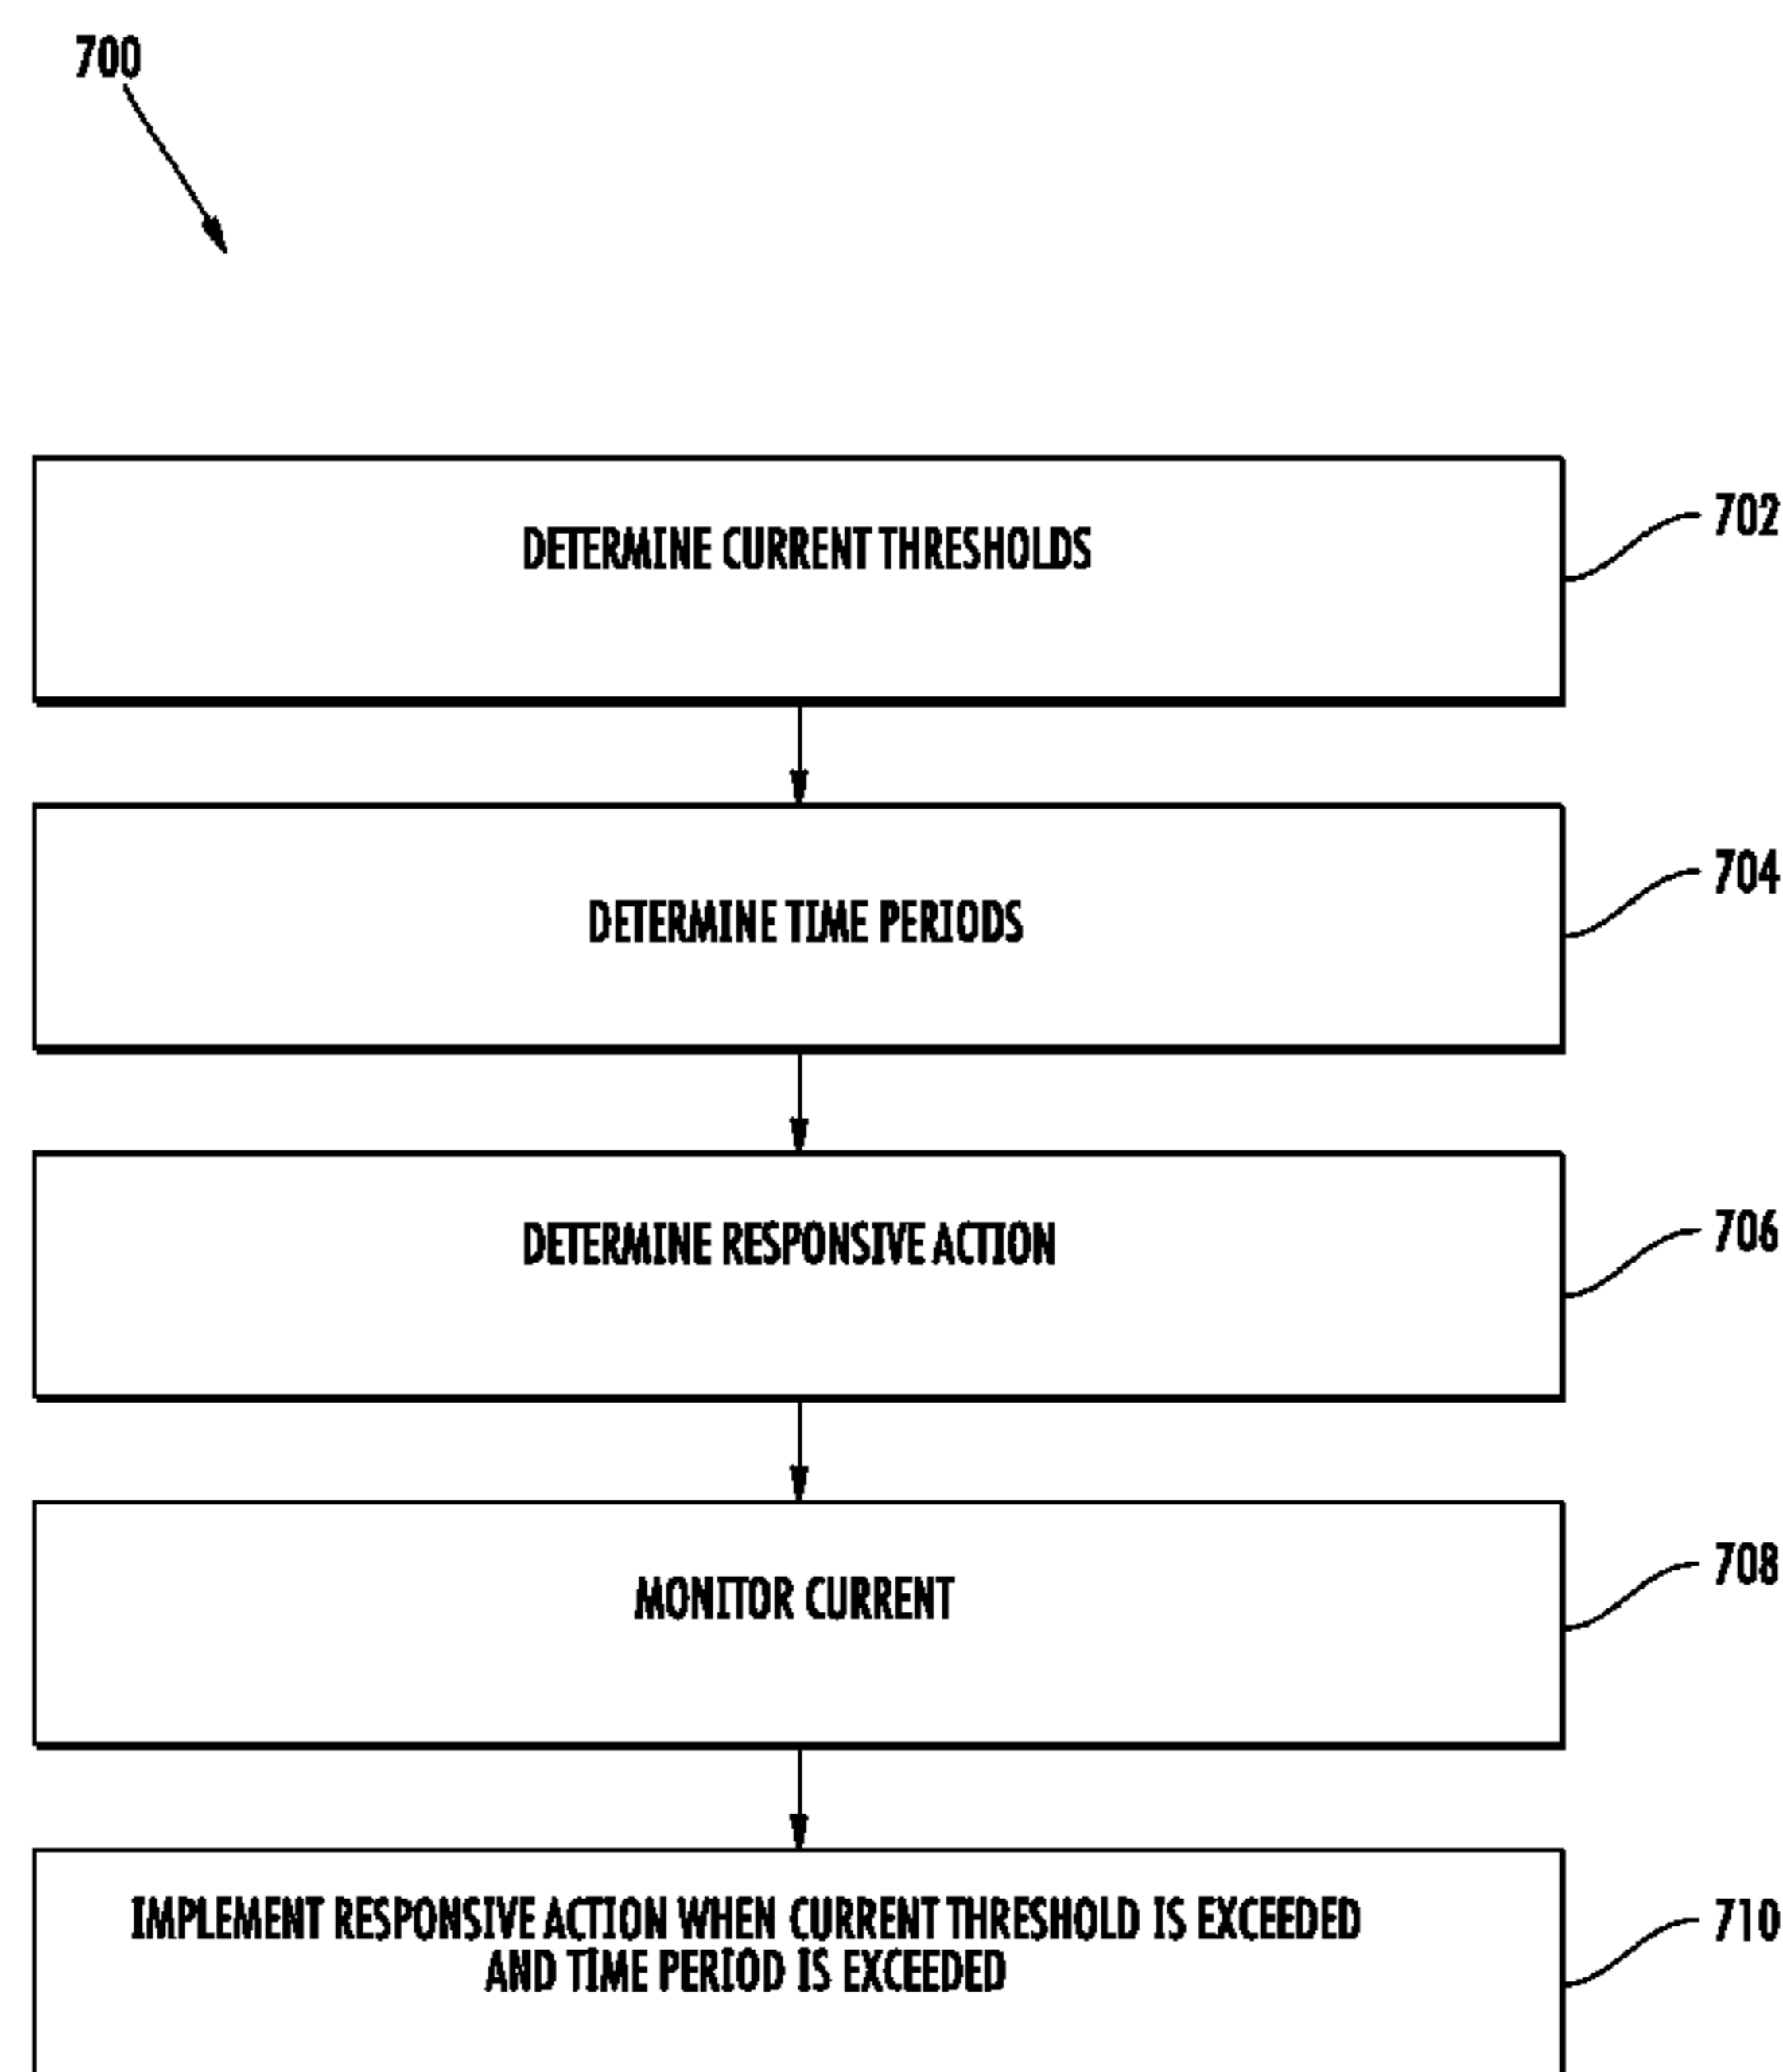 700
DETERMINE CURRENT THRESHOLDS
702
DETERMINE TIME PERIODS
704
DETERMINE RESPONSIVE ACTION
706
MONITOR CURRENT
708
IMPLEMENT RESPONSIVE ACTION WHEN CURRENT THRESHOLD IS EXCEEDED
AND TIME PERIOD IS EXCEEDED
710